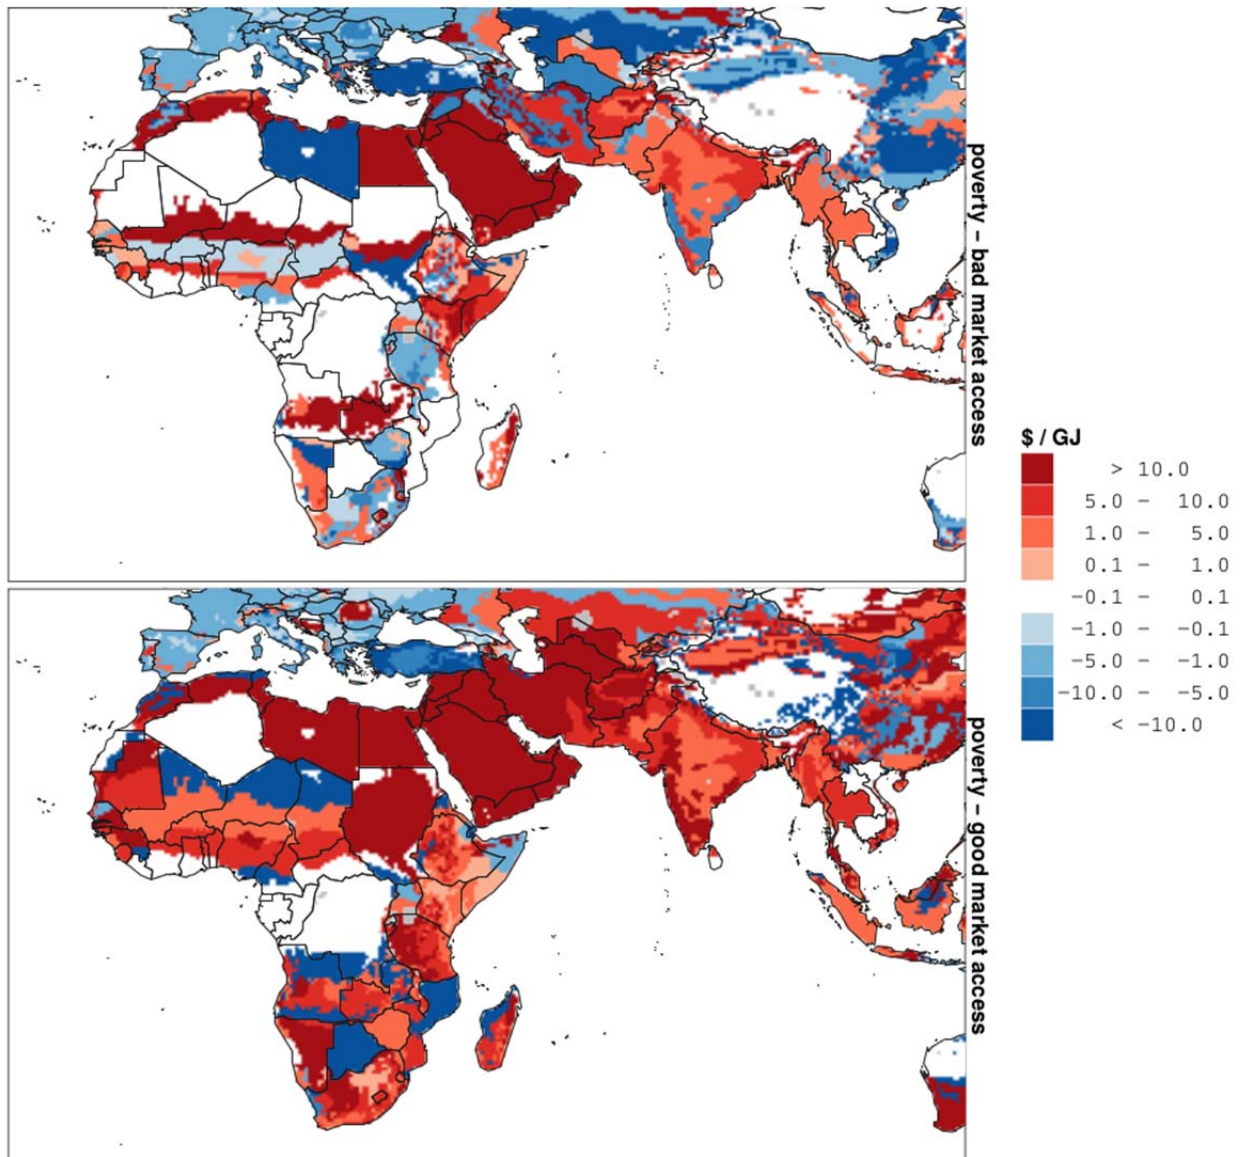 poverty – bad market access
$ / GJ
> 10.0
5.0 – 10.0
1.0 – 5.0
0.1 – 1.0
−0.1 – 0.1
−1.0 – −0.1
−5.0 – −1.0
−10.0 – −5.0
< −10.0
poverty – good market access